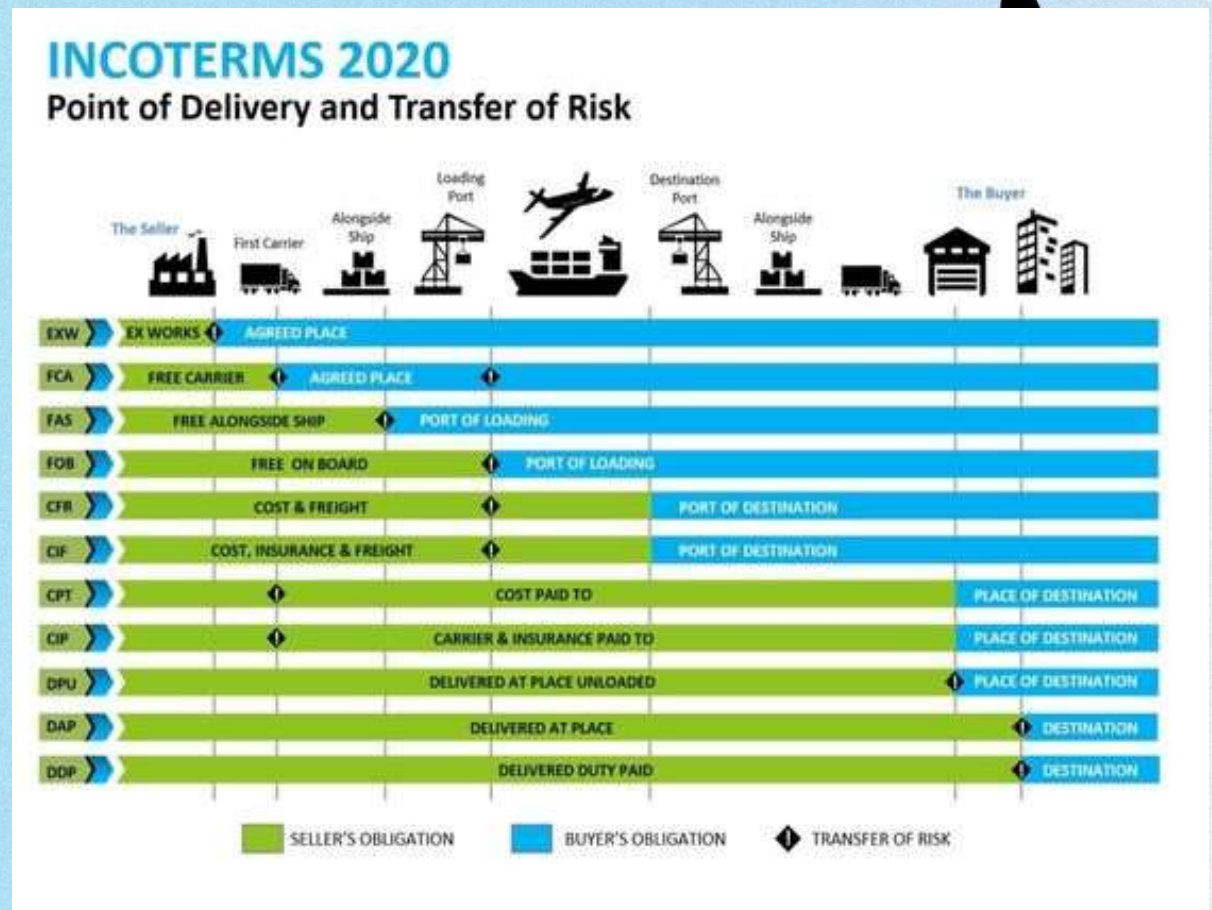 INCOTERMS 2020
Point of Delivery and Transfer of Risk
The Seller
First Carrier
Alongside
Ship
Loading
Port
Destination
Port
Alongside
Ship
The Buyer
EXW EX WORKS AGREED PLACE
FCA FREE CARRIER AGREED PLACE
FAS FREE ALONGSIDE SHIP PORT OF LOADING
FOB FREE ON BOARD PORT OF LOADING
CFR COST & FREIGHT PORT OF DESTINATION
CIF COST, INSURANCE & FREIGHT PORT OF DESTINATION
CPT COST PAID TO PLACE OF DESTINATION
CIP CARRIER & INSURANCE PAID TO PLACE OF DESTINATION
DPU DELIVERED AT PLACE UNLOADED PLACE OF DESTINATION
DAP DELIVERED AT PLACE DESTINATION
DDP DELIVERED DUTY PAID DESTINATION
SELLER'S OBLIGATION BUYER'S OBLIGATION TRANSFER OF RISK